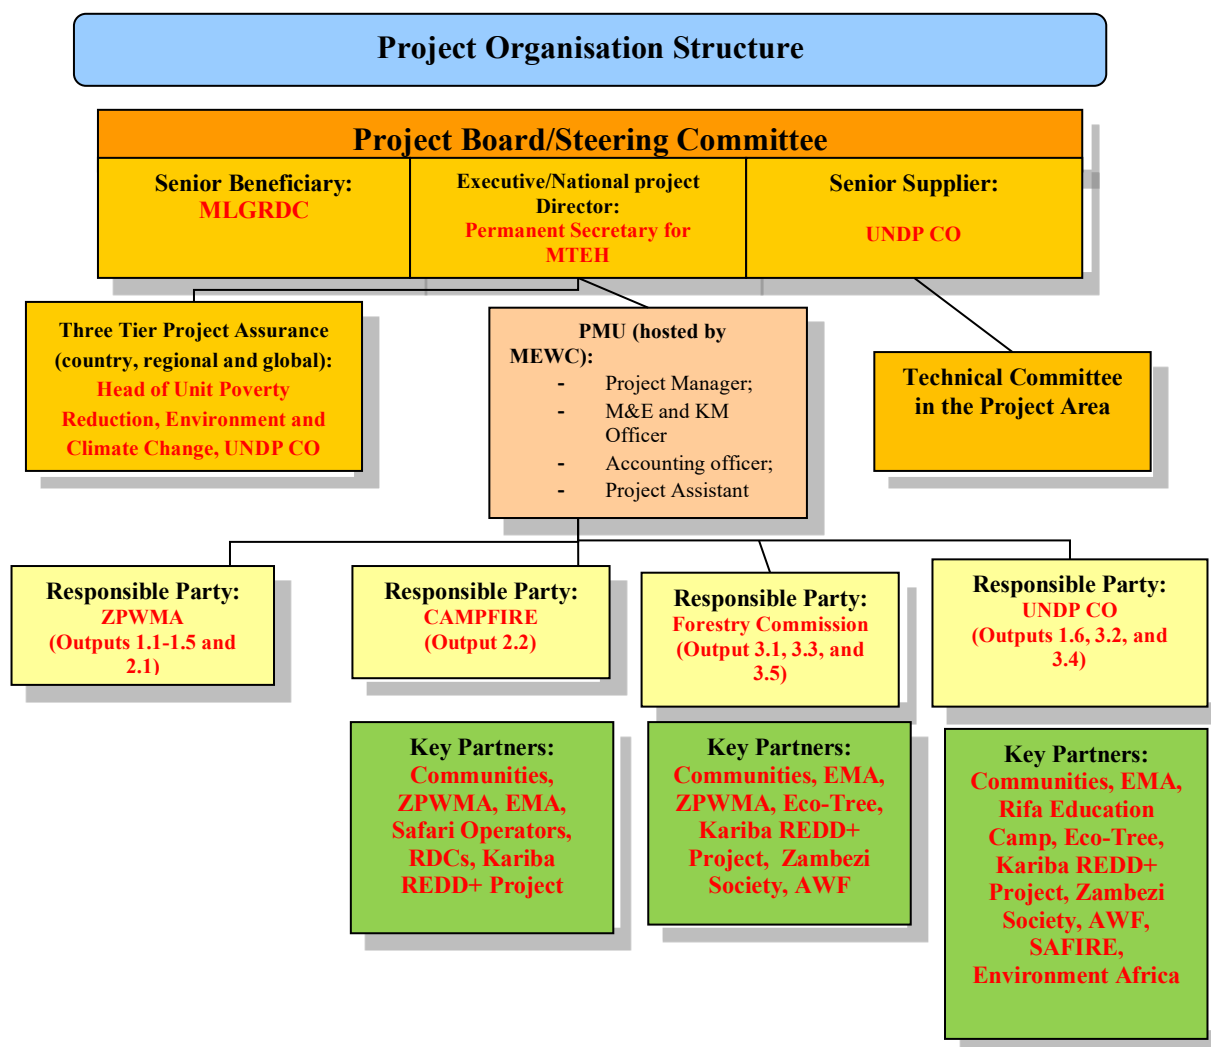 Project Organisation Structure
Project Board/Steering Committee
Senior Beneficiary:
MLGRDC
Executive/National project
Director:
Permanent Secretary for
MTEH
Senior Supplier:
UNDP CO
Three Tier Project Assurance
(country, regional and global):
Head of Unit Poverty
Reduction, Environment and
Climate Change, UNDP CO
PMU (hosted by
MEWC):
- Project Manager;
- M&E and KM
Officer
- Accounting officer;
- Project Assistant
Technical Committee
in the Project Area
Responsible Party:
ZPWMA
(Outputs 1.1-1.5 and
2.1)
Responsible Party:
CAMPFIRE
(Output 2.2)
Responsible Party:
Forestry Commission
(Output 3.1, 3.3, and
3.5)
Responsible Party:
UNDP CO
(Outputs 1.6, 3.2, and
3.4)
Key Partners:
Communities,
ZPWMA, EMA,
Safari Operators,
RDCs, Kariba
REDD+ Project
Key Partners:
Communities, EMA,
ZPWMA, Eco-Tree,
Kariba REDD+
Project, Zambezi
Society, AWF
Key Partners:
Communities, EMA,
Rifa Education
Camp, Eco-Tree,
Kariba REDD+
Project, Zambezi
Society, AWF,
SAFIRE,
Environment Africa